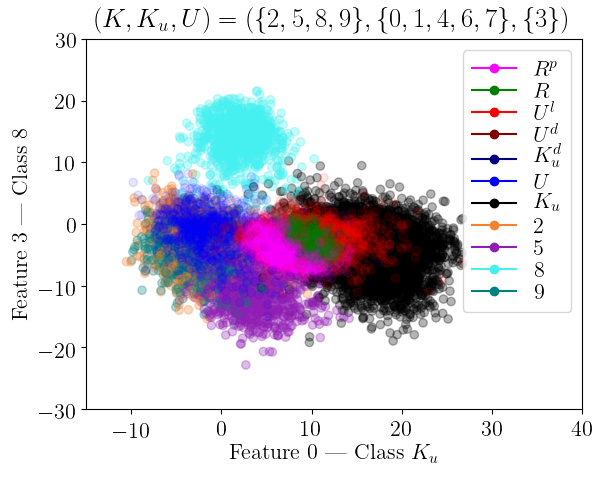 (K, K_u, U) = ({2, 5, 8, 9}, {0, 1, 4, 6, 7}, {3})
30
20
10
0
−10
−20
−30
Feature 3 — Class 8
R^p
R
U^l
U^d
K_u^d
U
K_u
2
5
8
9
−10 0 10 20 30 40
Feature 0 — Class K_u